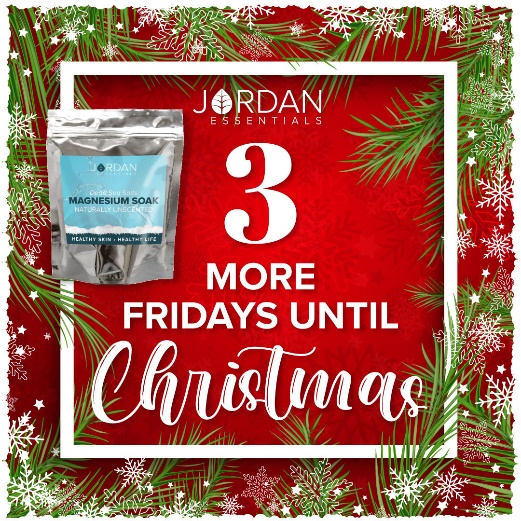 JORDAN
ESSENTIALS
3
MORE
FRIDAYS UNTIL
Christmas
JORDAN
Dead Sea Salts
MAGNESIUM SOAK
NATURALLY UNSCENTED
HEALTHY SKIN • HEALTHY LIFE